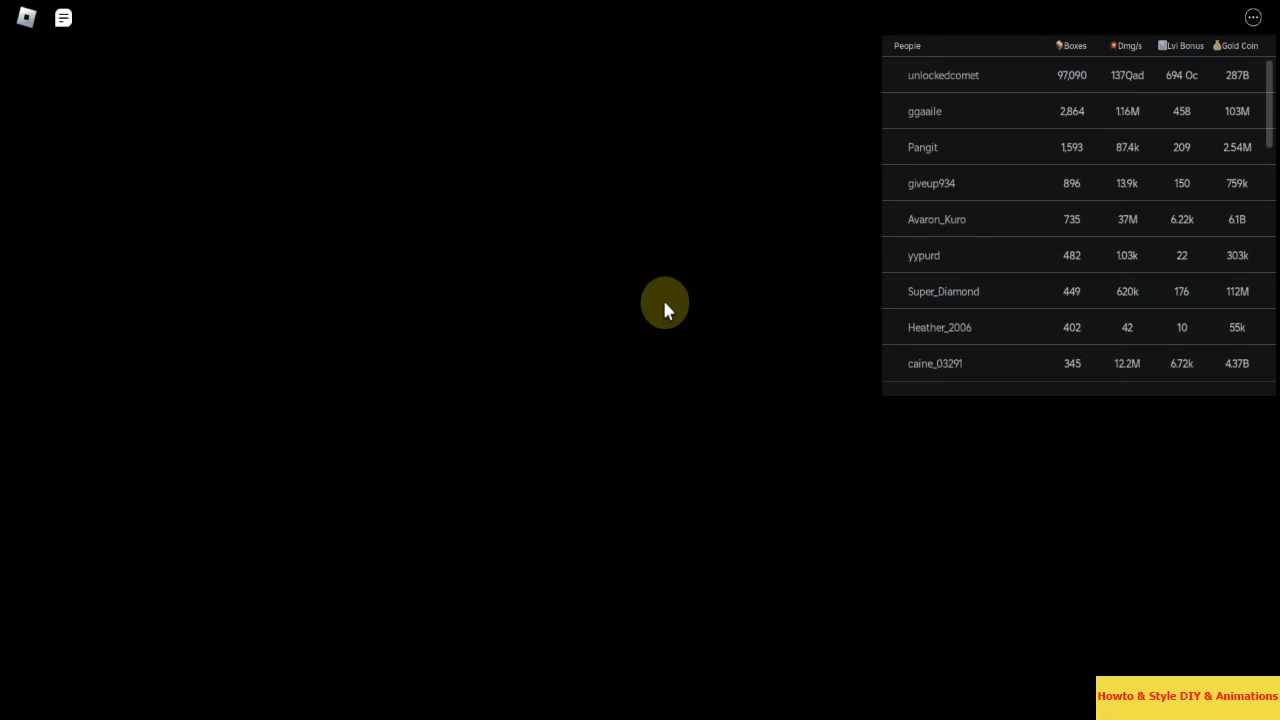 People Boxes Dmg/s Lvl Bonus Gold Coin
unlockedcomet 97,090 137Qad 694 Oc 287B
ggaaile 2,864 1.16M 458 103M
Pangit 1,593 87.4k 209 2.54M
giveup934 896 13.9k 150 759k
Avaron_Kuro 735 37M 6.22k 6.1B
yypurd 482 1.03k 22 303k
Super_Diamond 449 620k 176 112M
Heather_2006 402 42 10 55k
caine_03291 345 12.2M 6.72k 4.37B
Howto & Style DIY & Animations